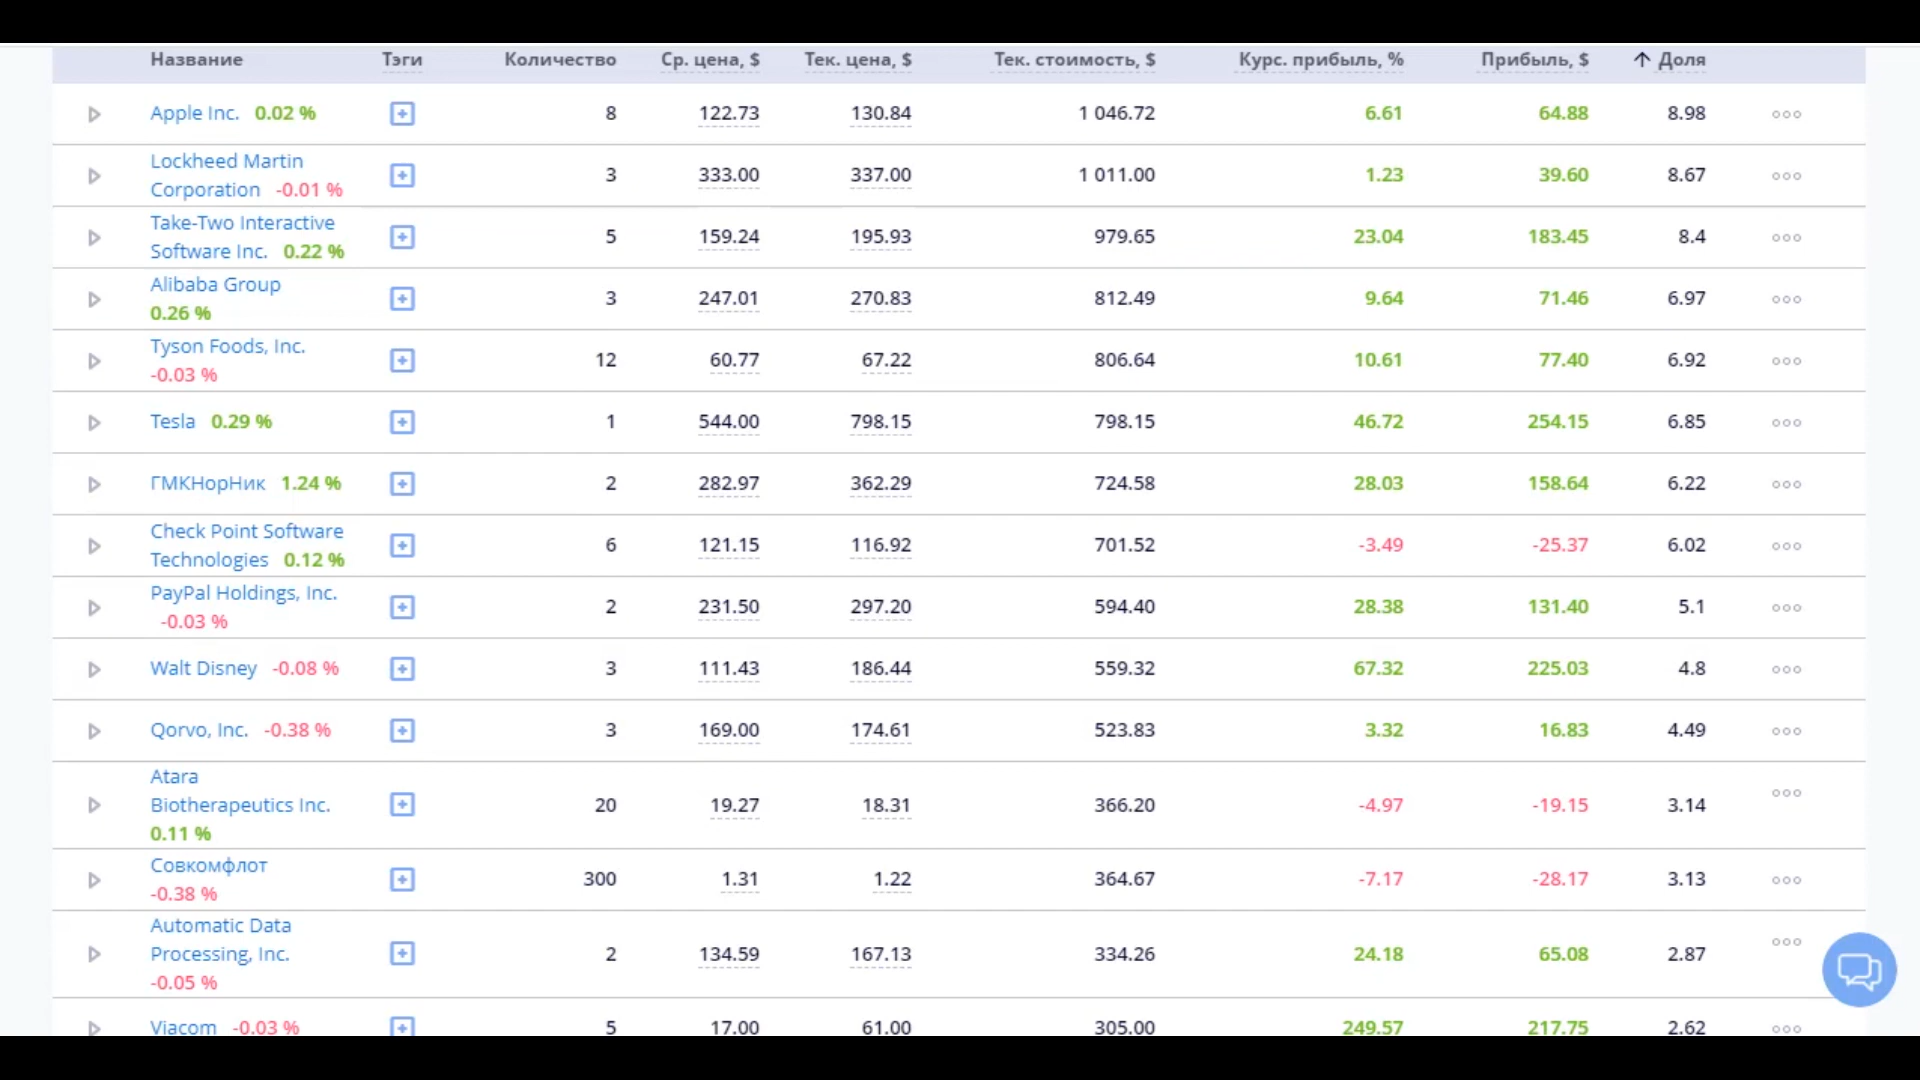 Название Тэги Количество Ср. цена, $ Тек. цена, $ Тек. стоимость, $ Курс. прибыль, % Прибыль, $ Доля
Apple Inc. 0.02 % 8 122.73 130.84 1 046.72 6.61 64.88 8.98
Lockheed Martin
Corporation -0.01 % 3 333.00 337.00 1 011.00 1.23 39.60 8.67
Take-Two Interactive
Software Inc. 0.22 % 5 159.24 195.93 979.65 23.04 183.45 8.4
Alibaba Group
0.26 % 3 247.01 270.83 812.49 9.64 71.46 6.97
Tyson Foods, Inc.
-0.03 % 12 60.77 67.22 806.64 10.61 77.40 6.92
Tesla 0.29 % 1 544.00 798.15 798.15 46.72 254.15 6.85
ГМКНорНик 1.24 % 2 282.97 362.29 724.58 28.03 158.64 6.22
Check Point Software
Technologies 0.12 % 6 121.15 116.92 701.52 -3.49 -25.37 6.02
PayPal Holdings, Inc.
-0.03 % 2 231.50 297.20 594.40 28.38 131.40 5.1
Walt Disney -0.08 % 3 111.43 186.44 559.32 67.32 225.03 4.8
Qorvo, Inc. -0.38 % 3 169.00 174.61 523.83 3.32 16.83 4.49
Atara
Biotherapeutics Inc. 20 19.27 18.31 366.20 -4.97 -19.15 3.14
0.11 %
Совкомфлот
-0.38 % 300 1.31 1.22 364.67 -7.17 -28.17 3.13
Automatic Data
Processing, Inc. 2 134.59 167.13 334.26 24.18 65.08 2.87
-0.05 %
Viacom -0.03 % 5 17.00 61.00 305.00 249.57 217.75 2.62